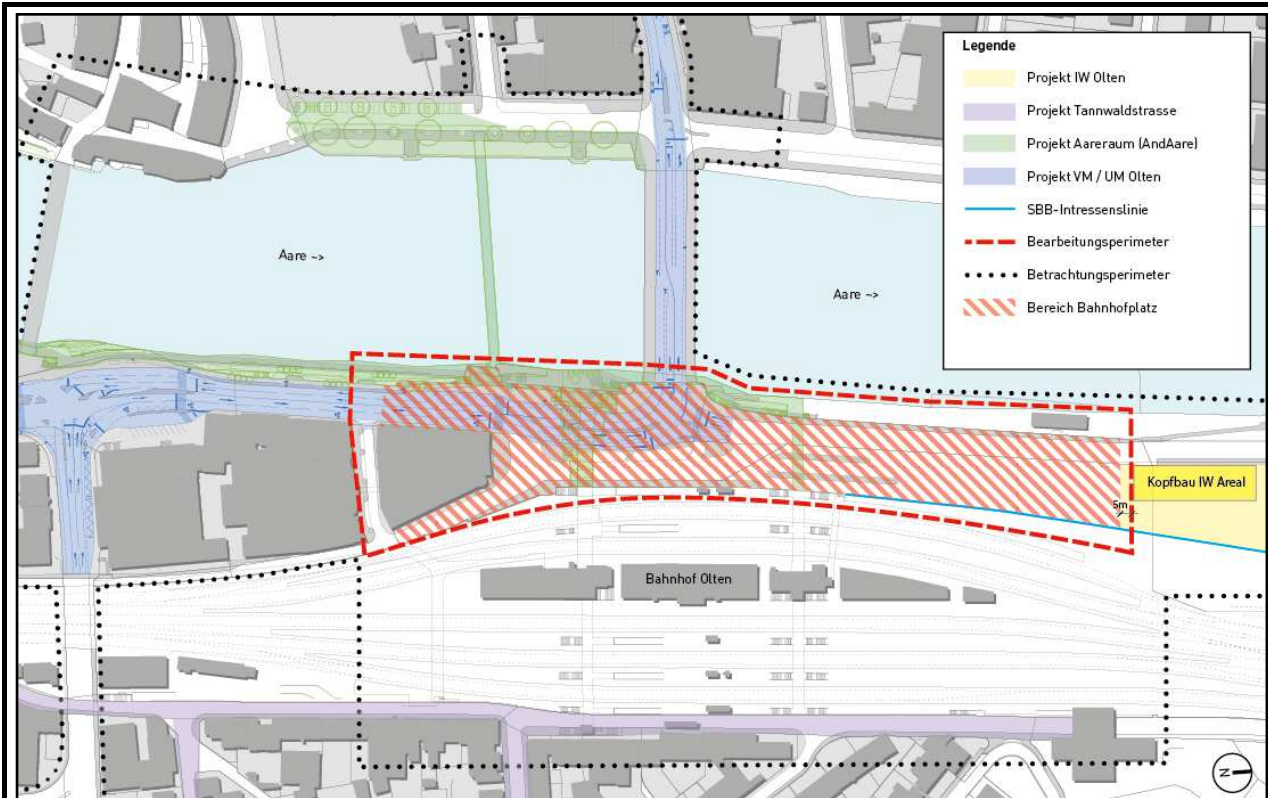 Legende
Projekt IW Olten
Projekt Tannwaldstrasse
Projekt Aareraum (AndAare)
Projekt VM / UM Olten
SBB-Intressenslinie
Bearbeitungsperimeter
Betrachtungsperimeter
Bereich Bahnhofplatz
Aare ~>
Aare ~>
Kopfbau IW Areal
5m
Bahnhof Olten
N